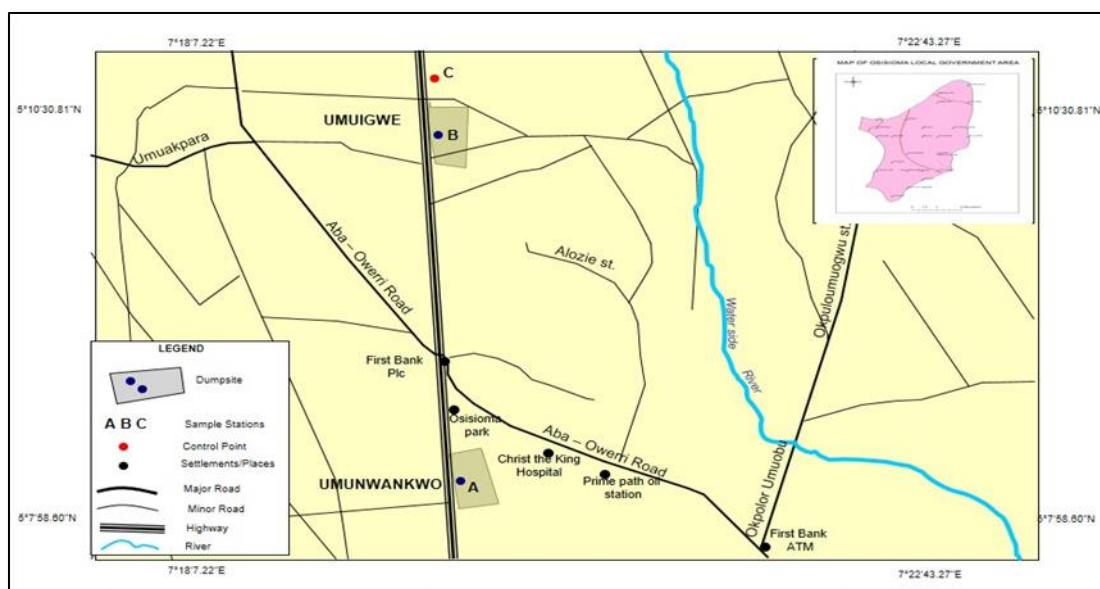 7°18'7.22"E
7°22'43.27"E
MAP OF OSISIOMA LOCAL GOVERNMENT AREA
C
5°10'30.81"N
5°10'30.81"N
UMUIGWE
B
Umuakpara
Aba – Owerri Road
Alozie st.
Okpuloumuogwu st.
Water side
River
LEGEND
Dumpsite
A B C Sample Stations
Control Point
Settlements/Places
Major Road
Minor Road
Highway
River
First Bank
Plc
Osisioma
park
Aba – Owerri Road
Christ the King
Hospital
Prime path oil
station
UMUNWANKWO
A
Okpolor Umuobu
First Bank
ATM
5°7'58.60"N
5°7'58.60"N
7°18'7.22"E
7°22'43.27"E